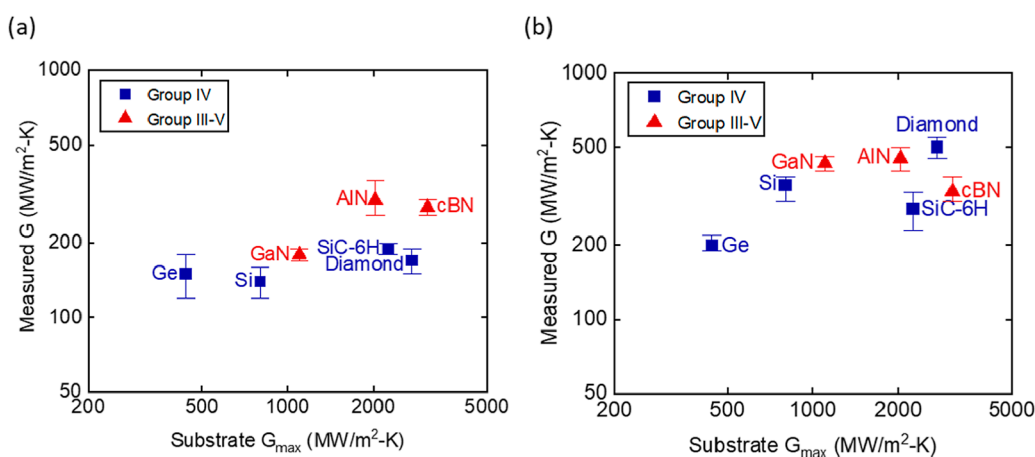 (a)
Measured G (MW/m²-K)
1000
500
200
100
50
Group IV
Group III-V
Ge
Si
GaN
AlN
SiC-6H
Diamond
cBN
200
500
1000
2000
5000
Substrate Gmax (MW/m²-K)
(b)
Measured G (MW/m²-K)
1000
500
200
100
50
Group IV
Group III-V
Diamond
GaN
AlN
Si
cBN
SiC-6H
Ge
200
500
1000
2000
5000
Substrate Gmax (MW/m²-K)